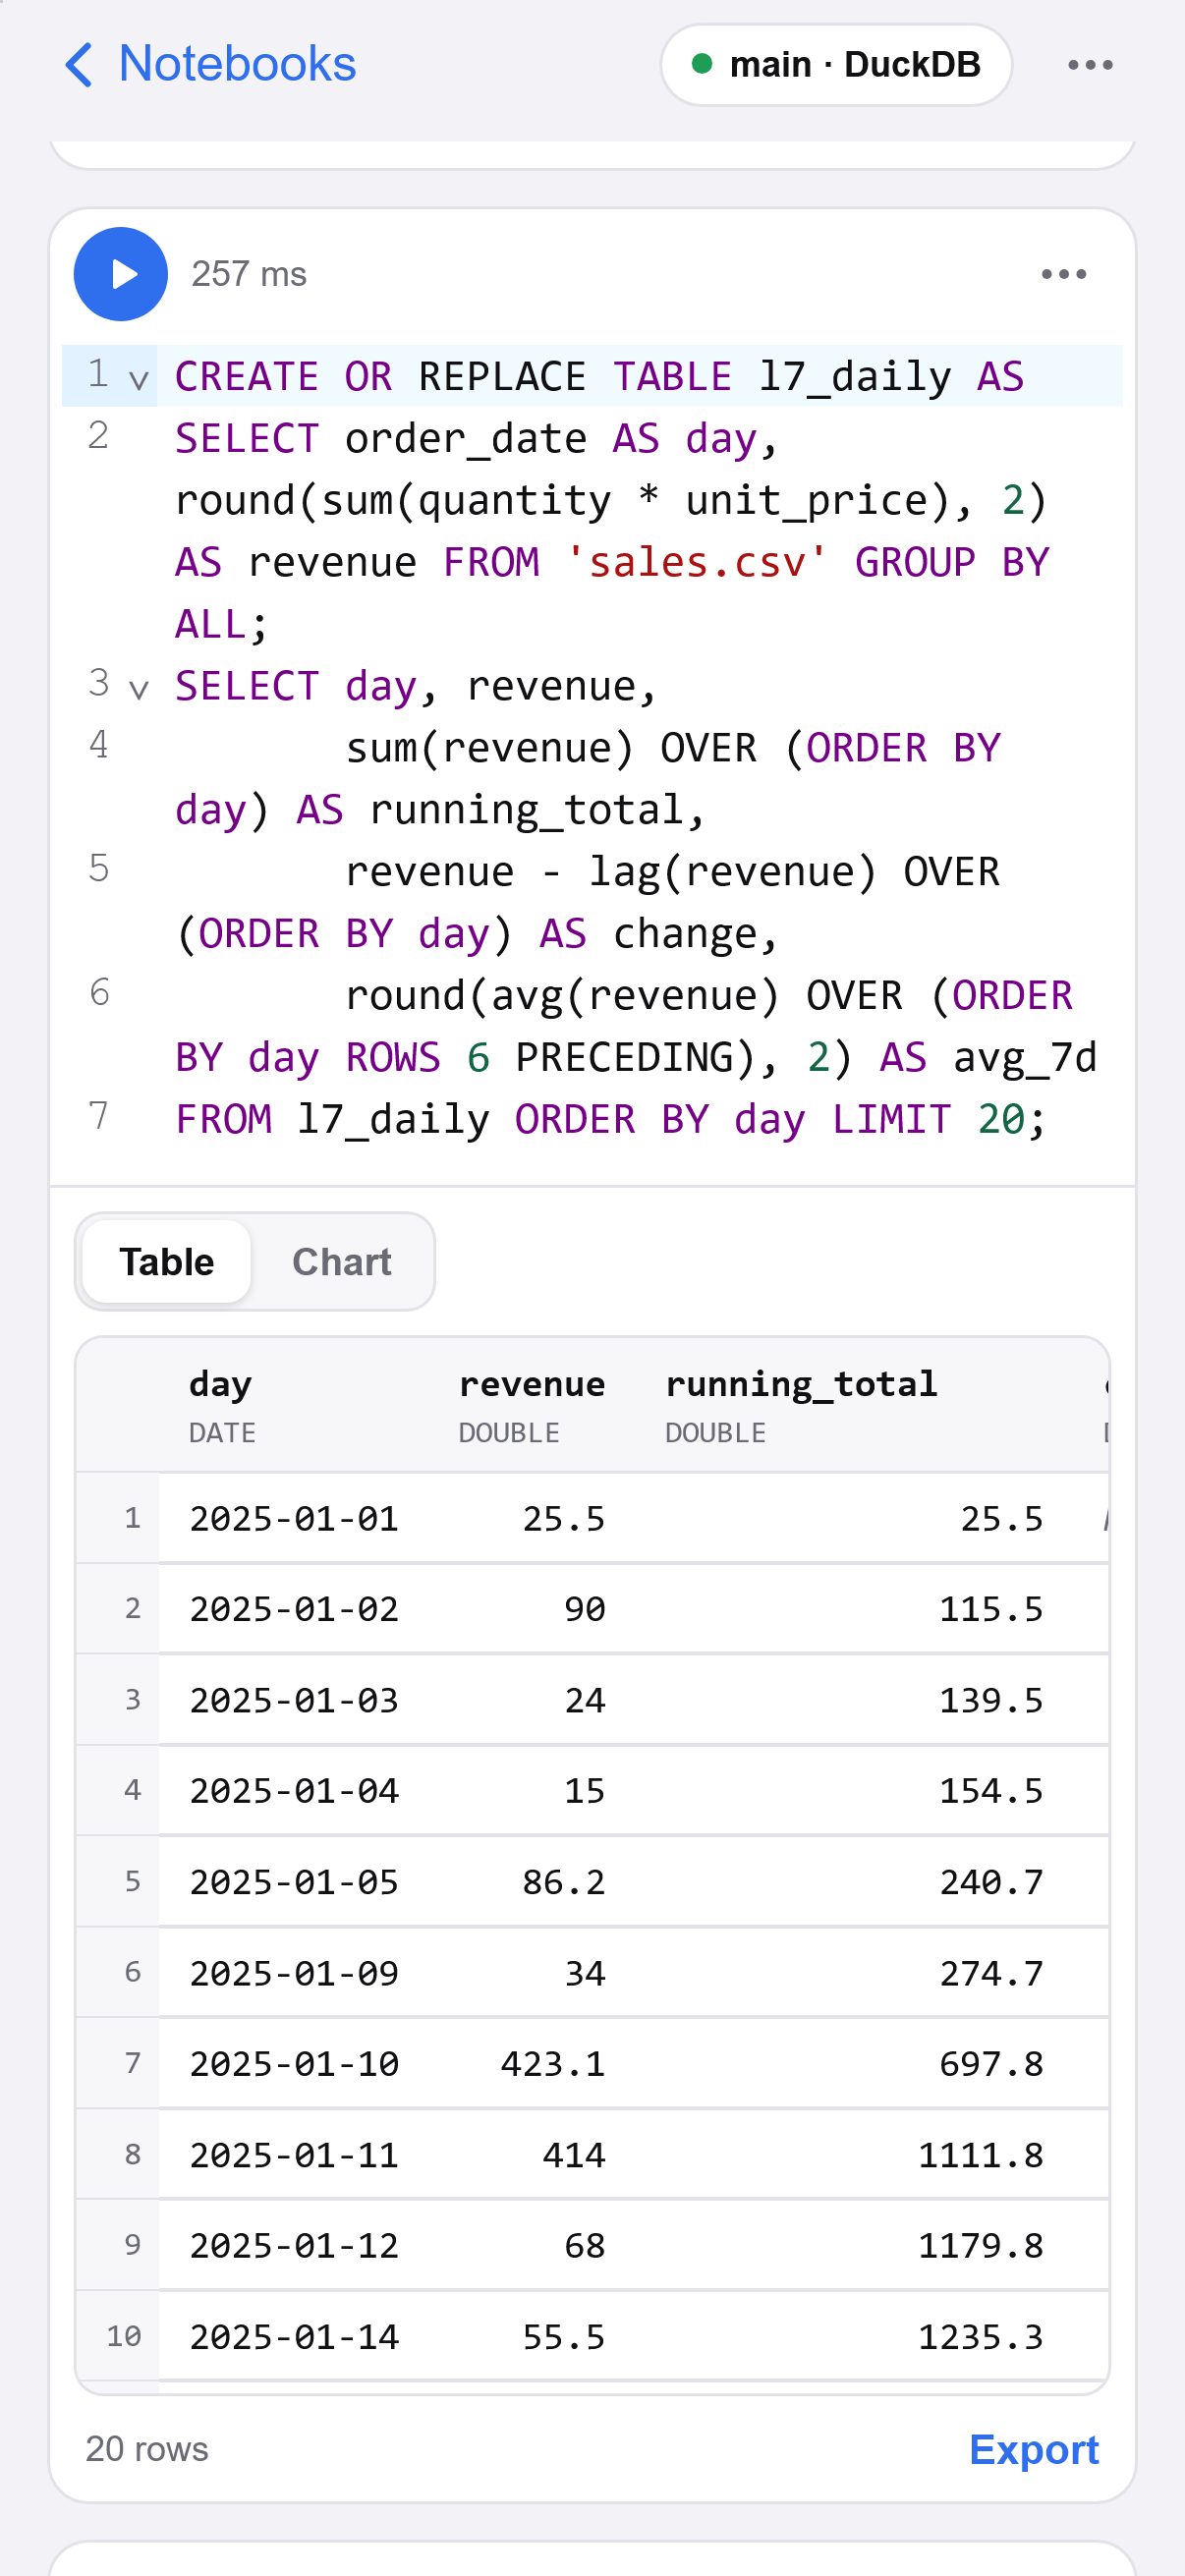 Notebooks
main · DuckDB
257 ms
1 CREATE OR REPLACE TABLE l7_daily AS
2 SELECT order_date AS day,
round(sum(quantity * unit_price), 2)
AS revenue FROM 'sales.csv' GROUP BY
ALL;
3 SELECT day, revenue,
4 sum(revenue) OVER (ORDER BY
day) AS running_total,
5 revenue - lag(revenue) OVER
(ORDER BY day) AS change,
6 round(avg(revenue) OVER (ORDER
BY day ROWS 6 PRECEDING), 2) AS avg_7d
7 FROM l7_daily ORDER BY day LIMIT 20;
Table Chart
day revenue running_total
DATE DOUBLE DOUBLE
1 2025-01-01 25.5 25.5
2 2025-01-02 90 115.5
3 2025-01-03 24 139.5
4 2025-01-04 15 154.5
5 2025-01-05 86.2 240.7
6 2025-01-09 34 274.7
7 2025-01-10 423.1 697.8
8 2025-01-11 414 1111.8
9 2025-01-12 68 1179.8
10 2025-01-14 55.5 1235.3
20 rows Export